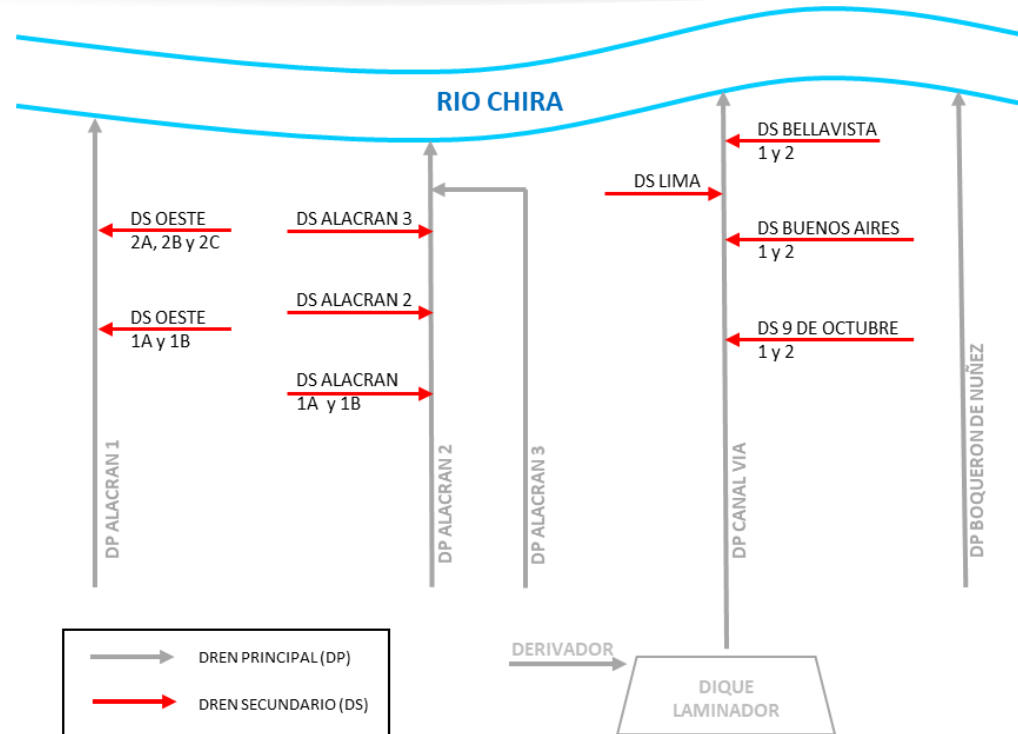 RIO CHIRA
DS BELLAVISTA
1 y 2
DS LIMA
DS OESTE
2A, 2B y 2C
DS ALACRAN 3
DS BUENOS AIRES
1 y 2
DS ALACRAN 2
DS OESTE
1A y 1B
DS 9 DE OCTUBRE
1 y 2
DS ALACRAN
1A y 1B
DP ALACRAN 1
DP ALACRAN 2
DP ALACRAN 3
DP CANAL VIA
DP BOQUERON DE NUÑEZ
DREN PRINCIPAL (DP)
DREN SECUNDARIO (DS)
DERIVADOR
DIQUE
LAMINADOR